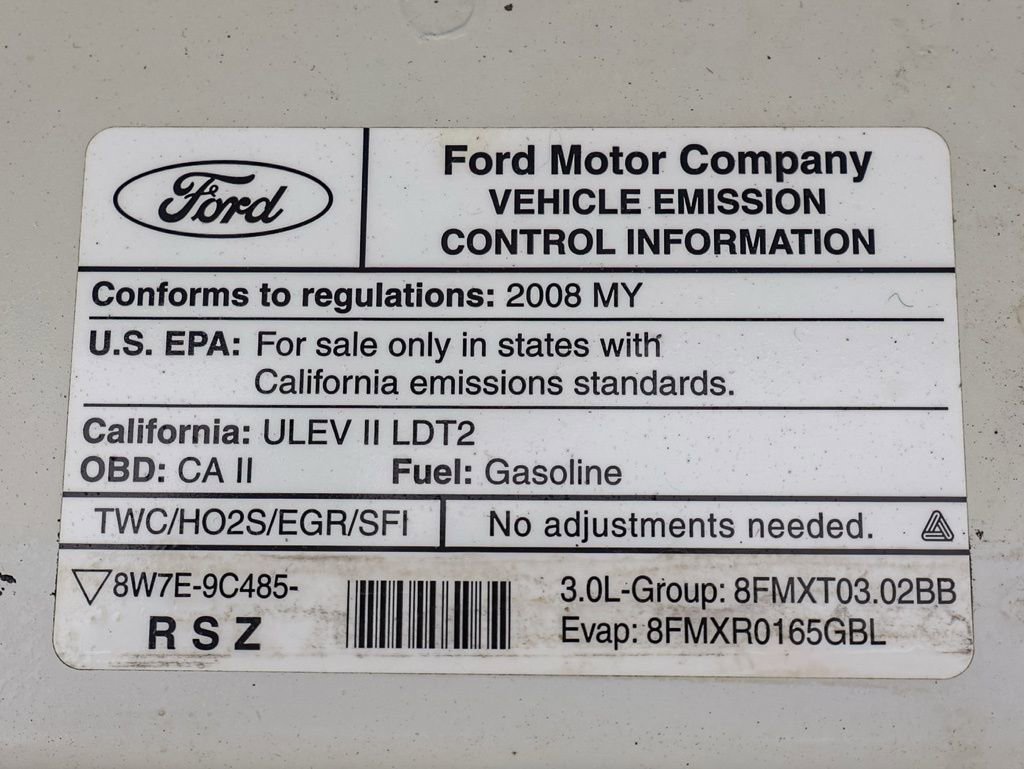 Ford
Ford Motor Company
VEHICLE EMISSION
CONTROL INFORMATION
Conforms to regulations: 2008 MY
U.S. EPA: For sale only in states with
California emissions standards.
California: ULEV II LDT2
OBD: CA II Fuel: Gasoline
TWC/HO2S/EGR/SFI No adjustments needed.
8W7E-9C485-
R S Z
3.0L-Group: 8FMXT03.02BB
Evap: 8FMXR0165GBL